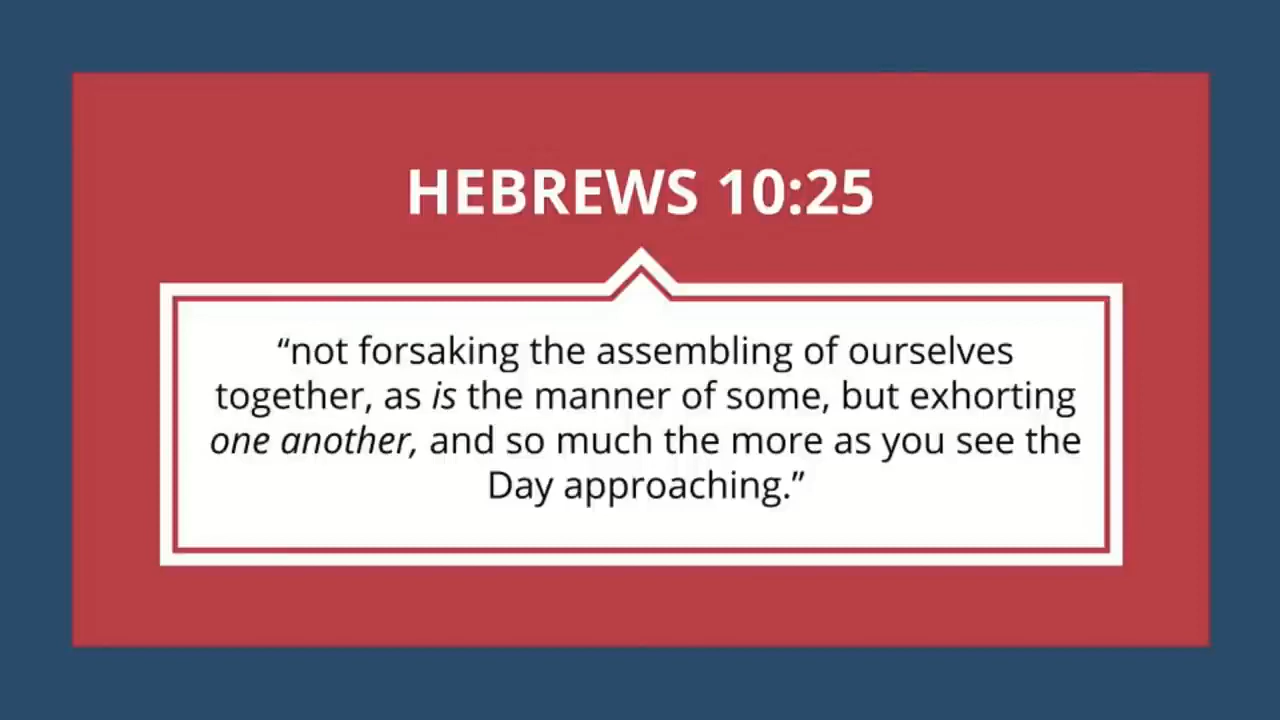 HEBREWS 10:25
“not forsaking the assembling of ourselves
together, as is the manner of some, but exhorting
one another, and so much the more as you see the
Day approaching.”